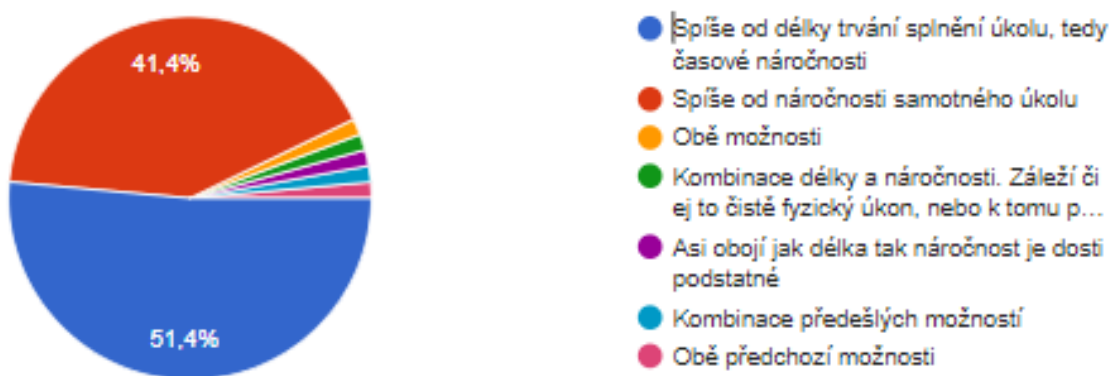 41,4%
51,4%
Spíše od délky trvání splnění úkolu, tedy
časové náročnosti
Spíše od náročnosti samotného úkolu
Obě možnosti
Kombinace délky a náročnosti. Záleží či
ej to čistě fyzický úkon, nebo k tomu p...
Asi obojí jak délka tak náročnost je dosti
podstatné
Kombinace předešlých možností
Obě předchozí možnosti